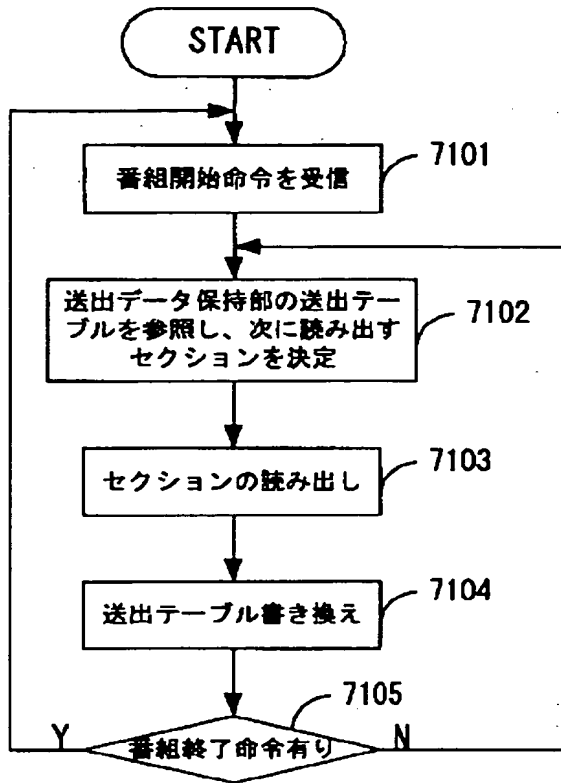 START
番組開始命令を受信
7101
送出データ保持部の送出テー
ブルを参照し、次に読み出す
セクションを決定
7102
セクションの読み出し
7103
送出テーブル書き換え
7104
番組終了命令有り
7105
Y
N